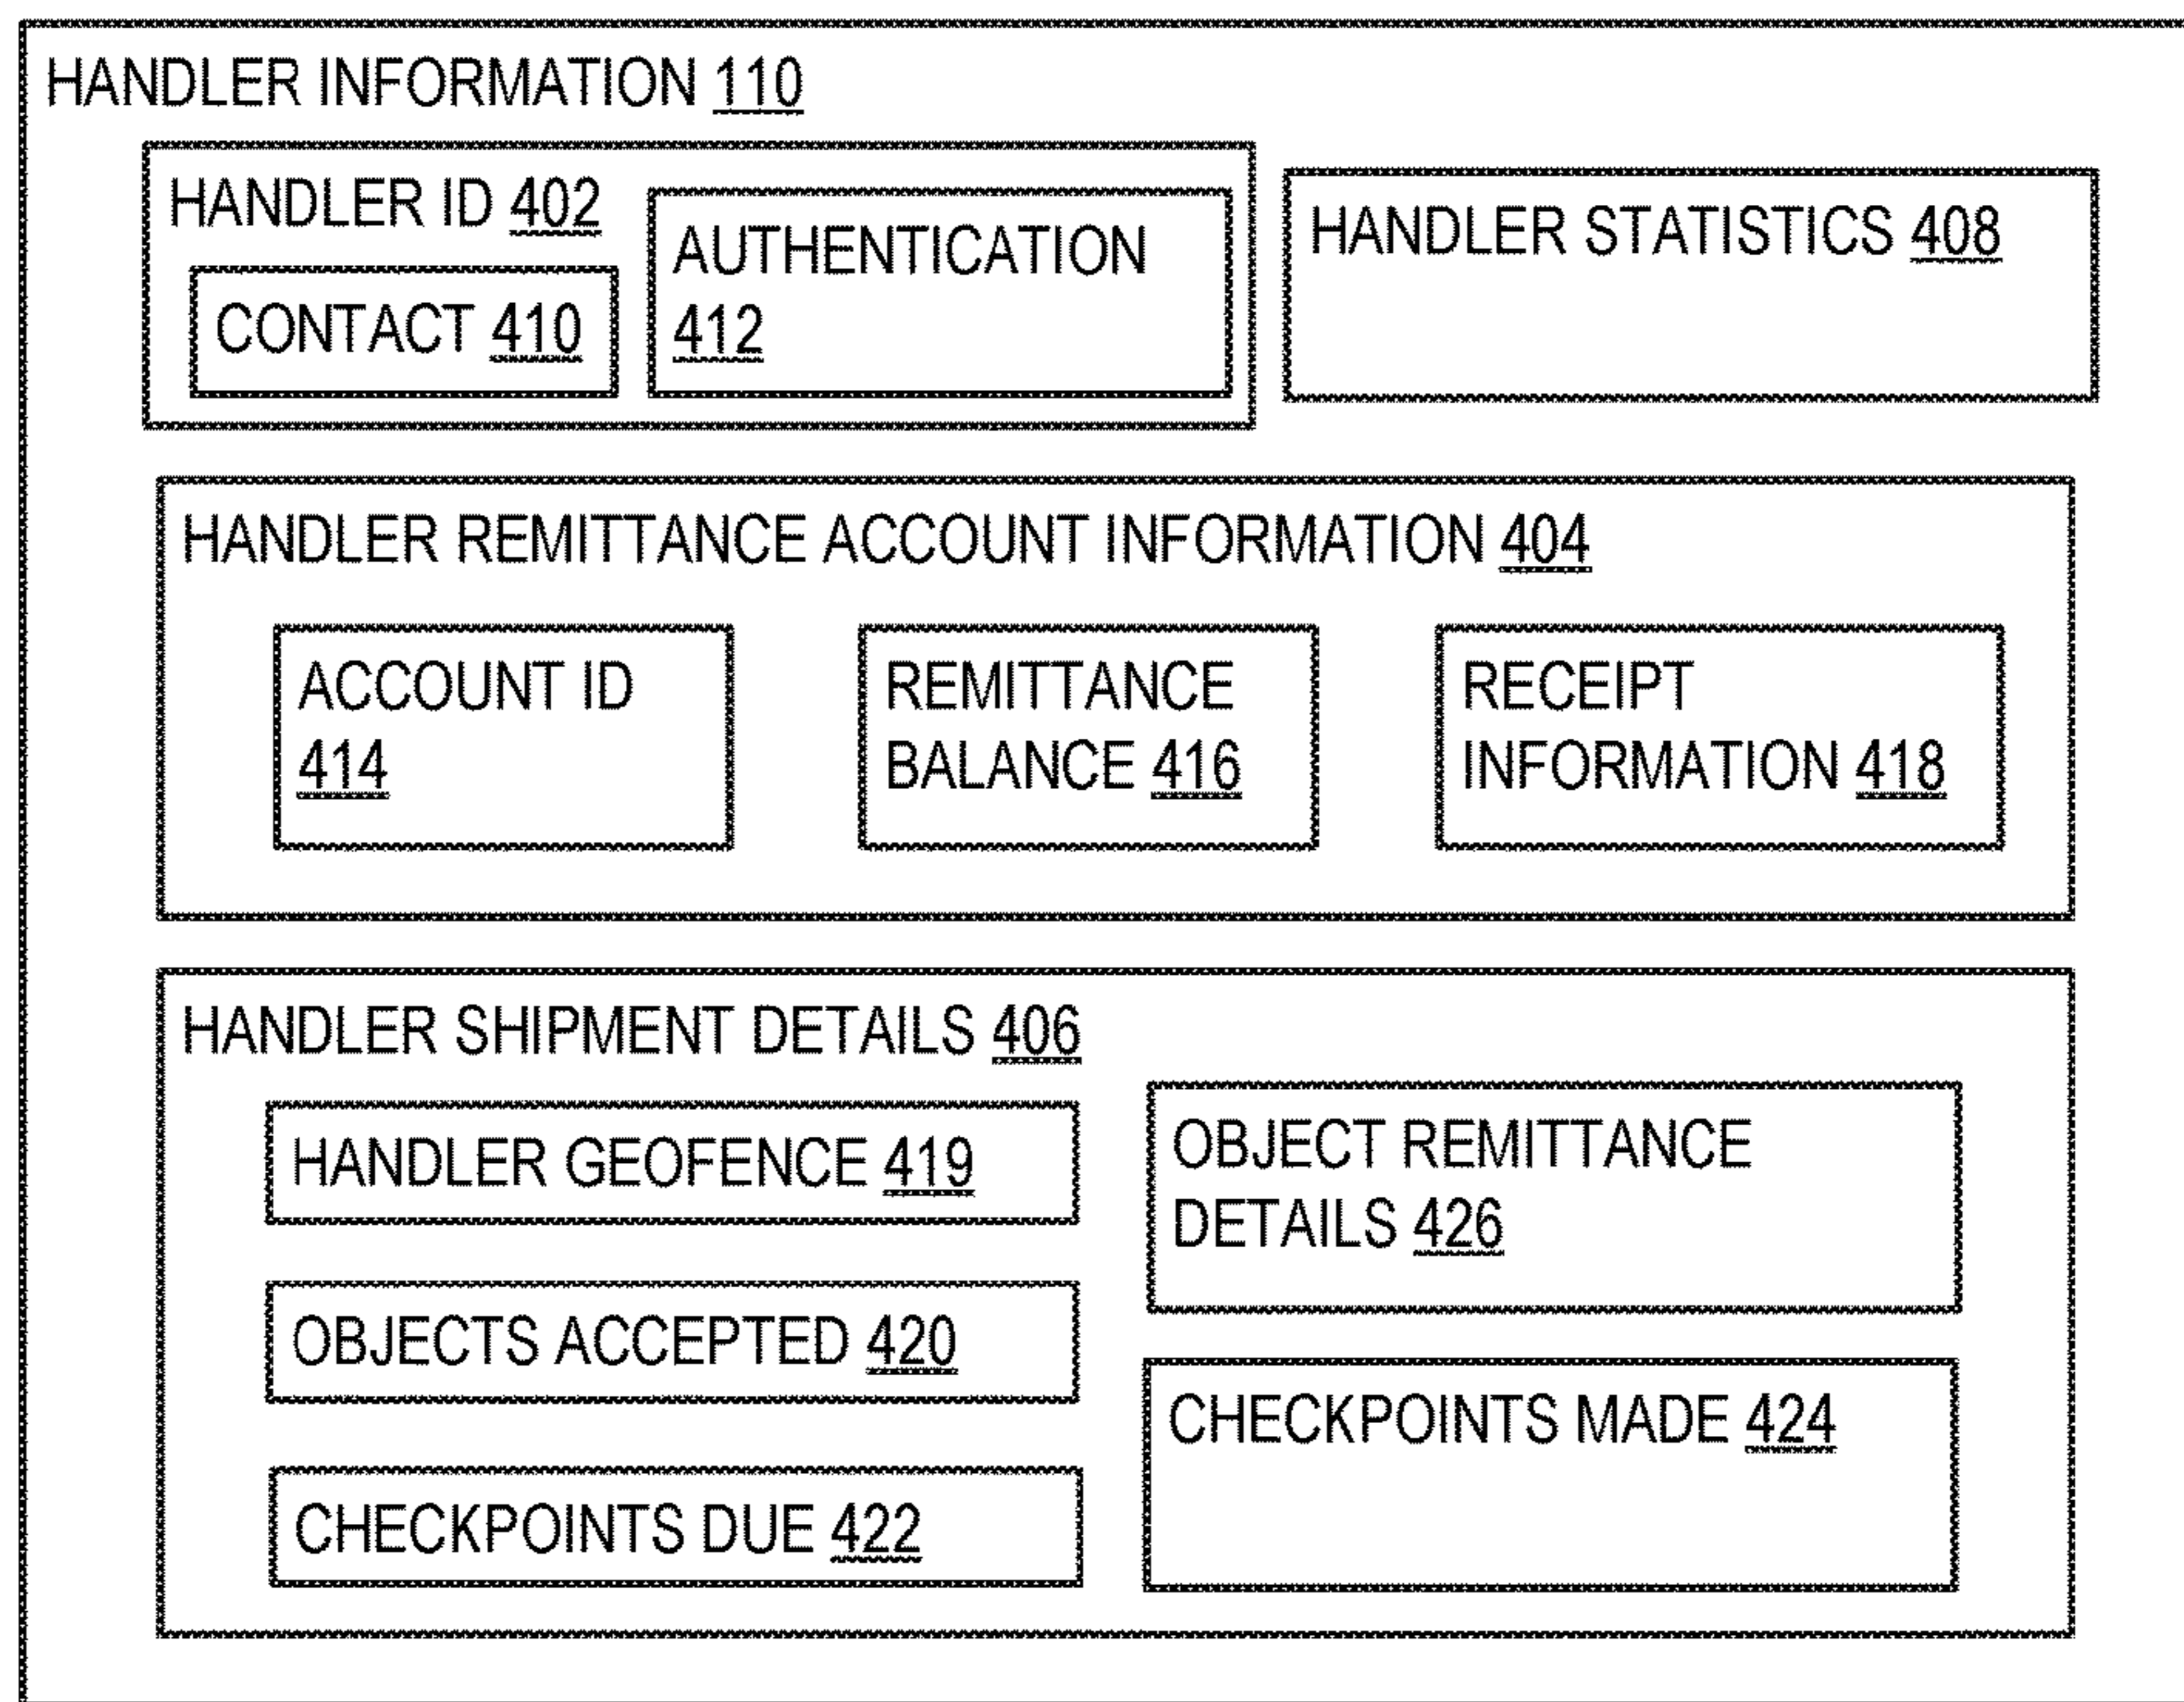 HANDLER INFORMATION 110
HANDLER ID 402
CONTACT 410
AUTHENTICATION
412
HANDLER STATISTICS 408
HANDLER REMITTANCE ACCOUNT INFORMATION 404
ACCOUNT ID
414
REMITTANCE
BALANCE 416
RECEIPT
INFORMATION 418
HANDLER SHIPMENT DETAILS 406
HANDLER GEOFENCE 419
OBJECTS ACCEPTED 420
CHECKPOINTS DUE 422
OBJECT REMITTANCE
DETAILS 426
CHECKPOINTS MADE 424